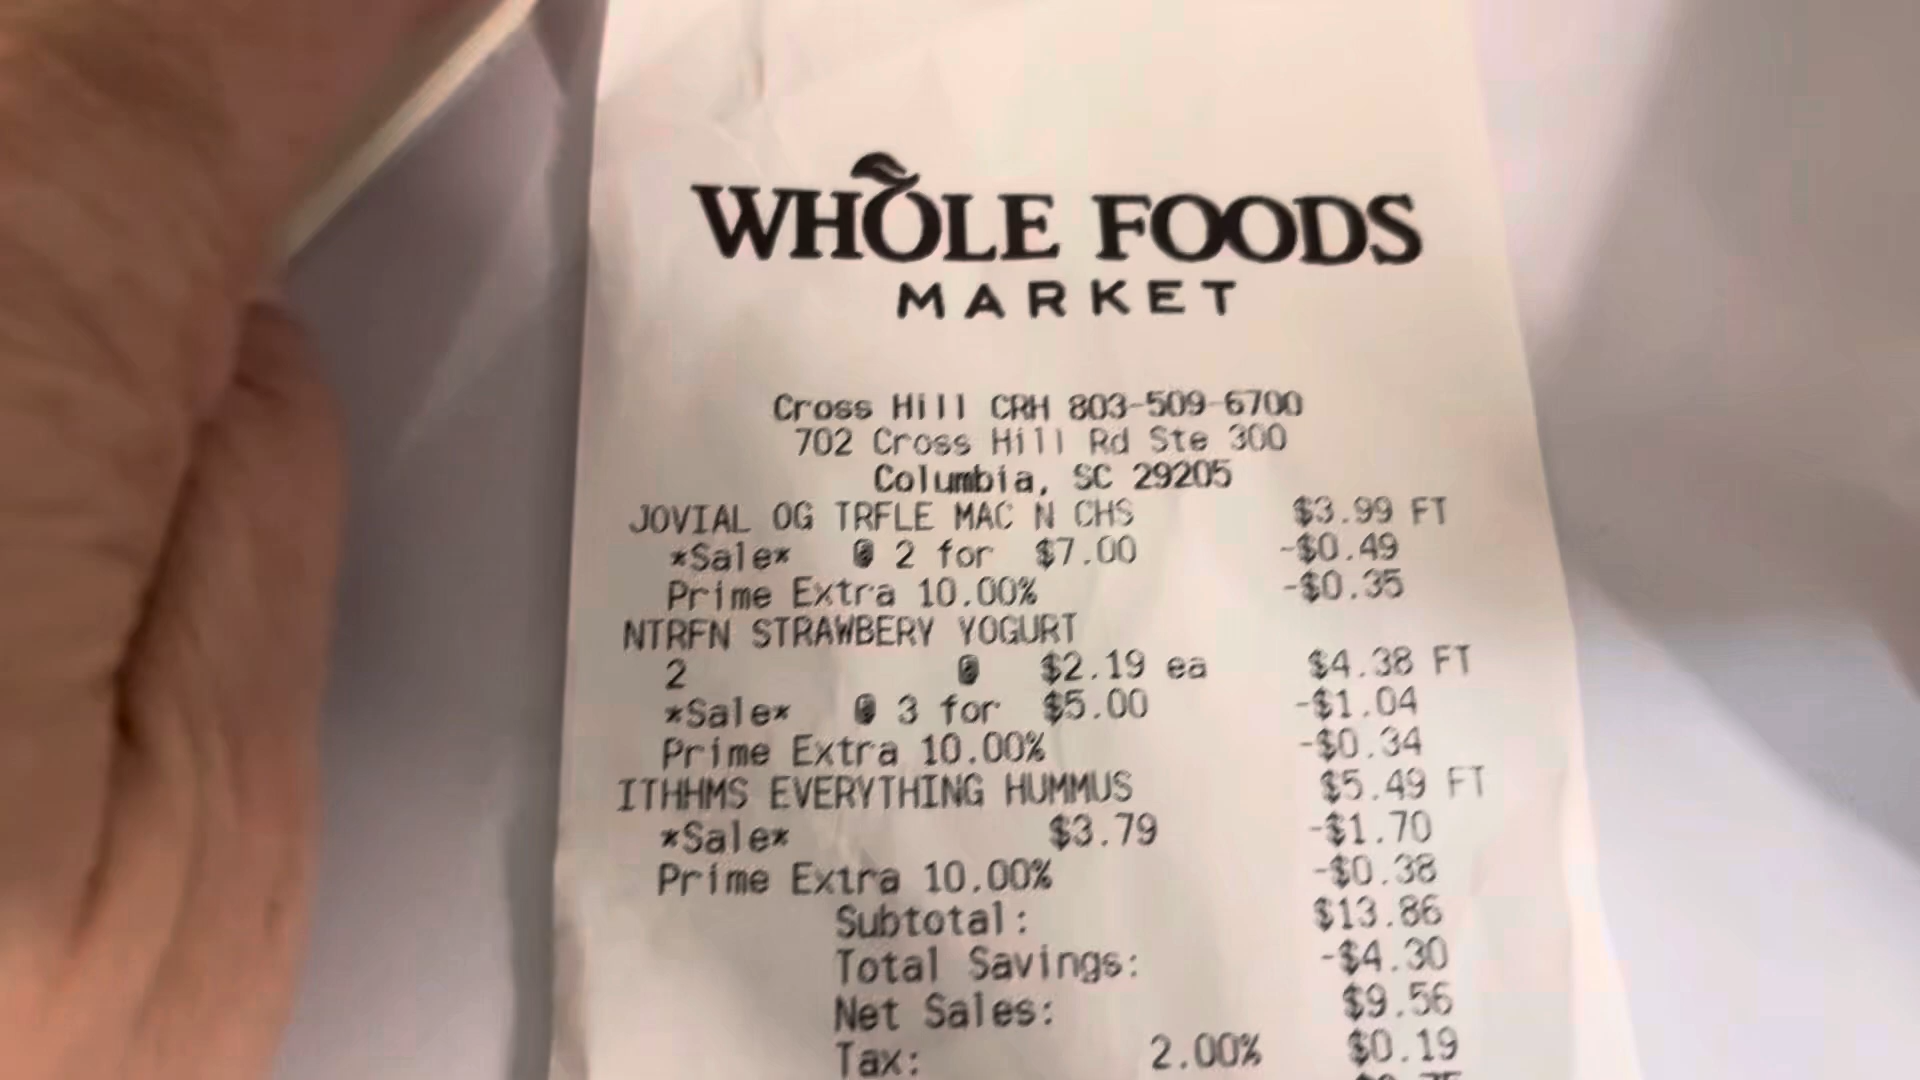 WHOLE FOODS
MARKET
Cross Hill CRH 803-509-6700
702 Cross Hill Rd Ste 300
Columbia, SC 29205
JOVIAL OG TRFLE MAC N CHS $3.99 FT
*Sale* @ 2 for $7.00 -$0.49
Prime Extra 10.00% -$0.35
NTRFN STRAWBERY YOGURT
2 @ $2.19 ea $4.38 FT
*Sale* @ 3 for $5.00 -$1.04
Prime Extra 10.00% -$0.34
ITHHMS EVERYTHING HUMMUS $5.49 FT
*Sale* $3.79 -$1.70
Prime Extra 10.00% -$0.38
Subtotal: $13.86
Total Savings: -$4.30
Net Sales: $9.56
Tax: 2.00% $0.19